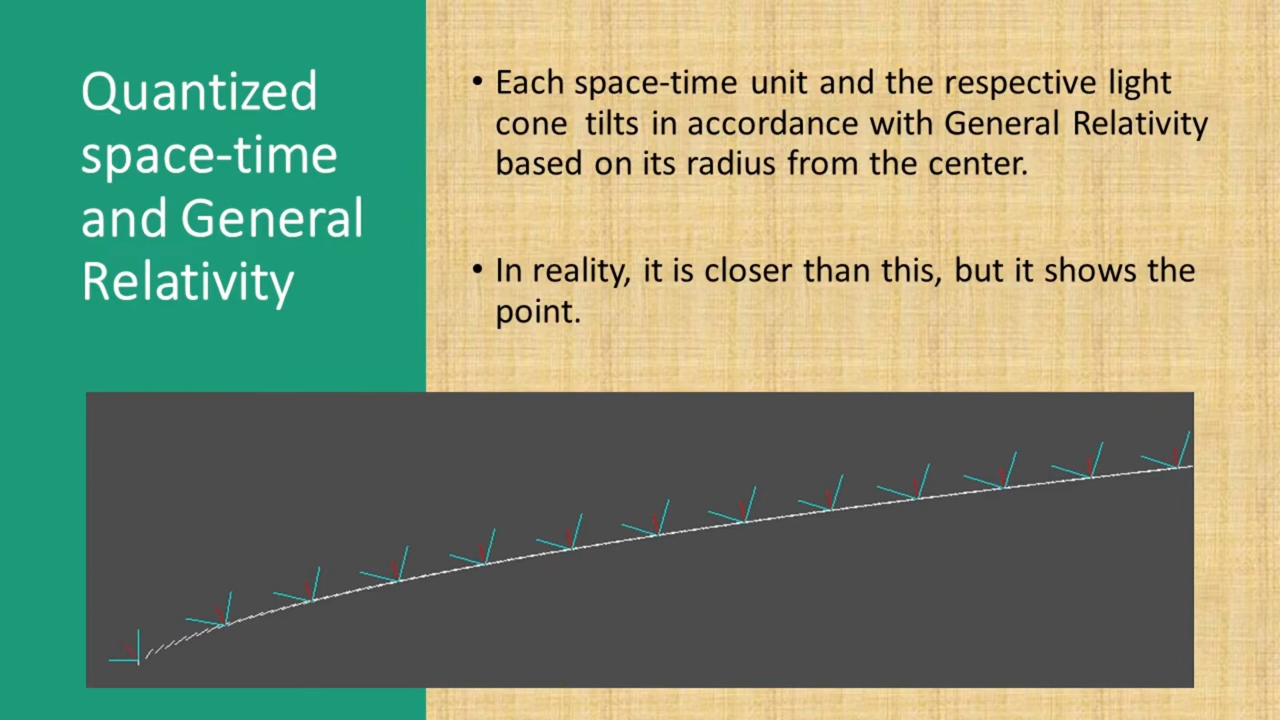 Quantized
space-time
and General
Relativity
• Each space-time unit and the respective light
cone tilts in accordance with General Relativity
based on its radius from the center.
• In reality, it is closer than this, but it shows the
point.